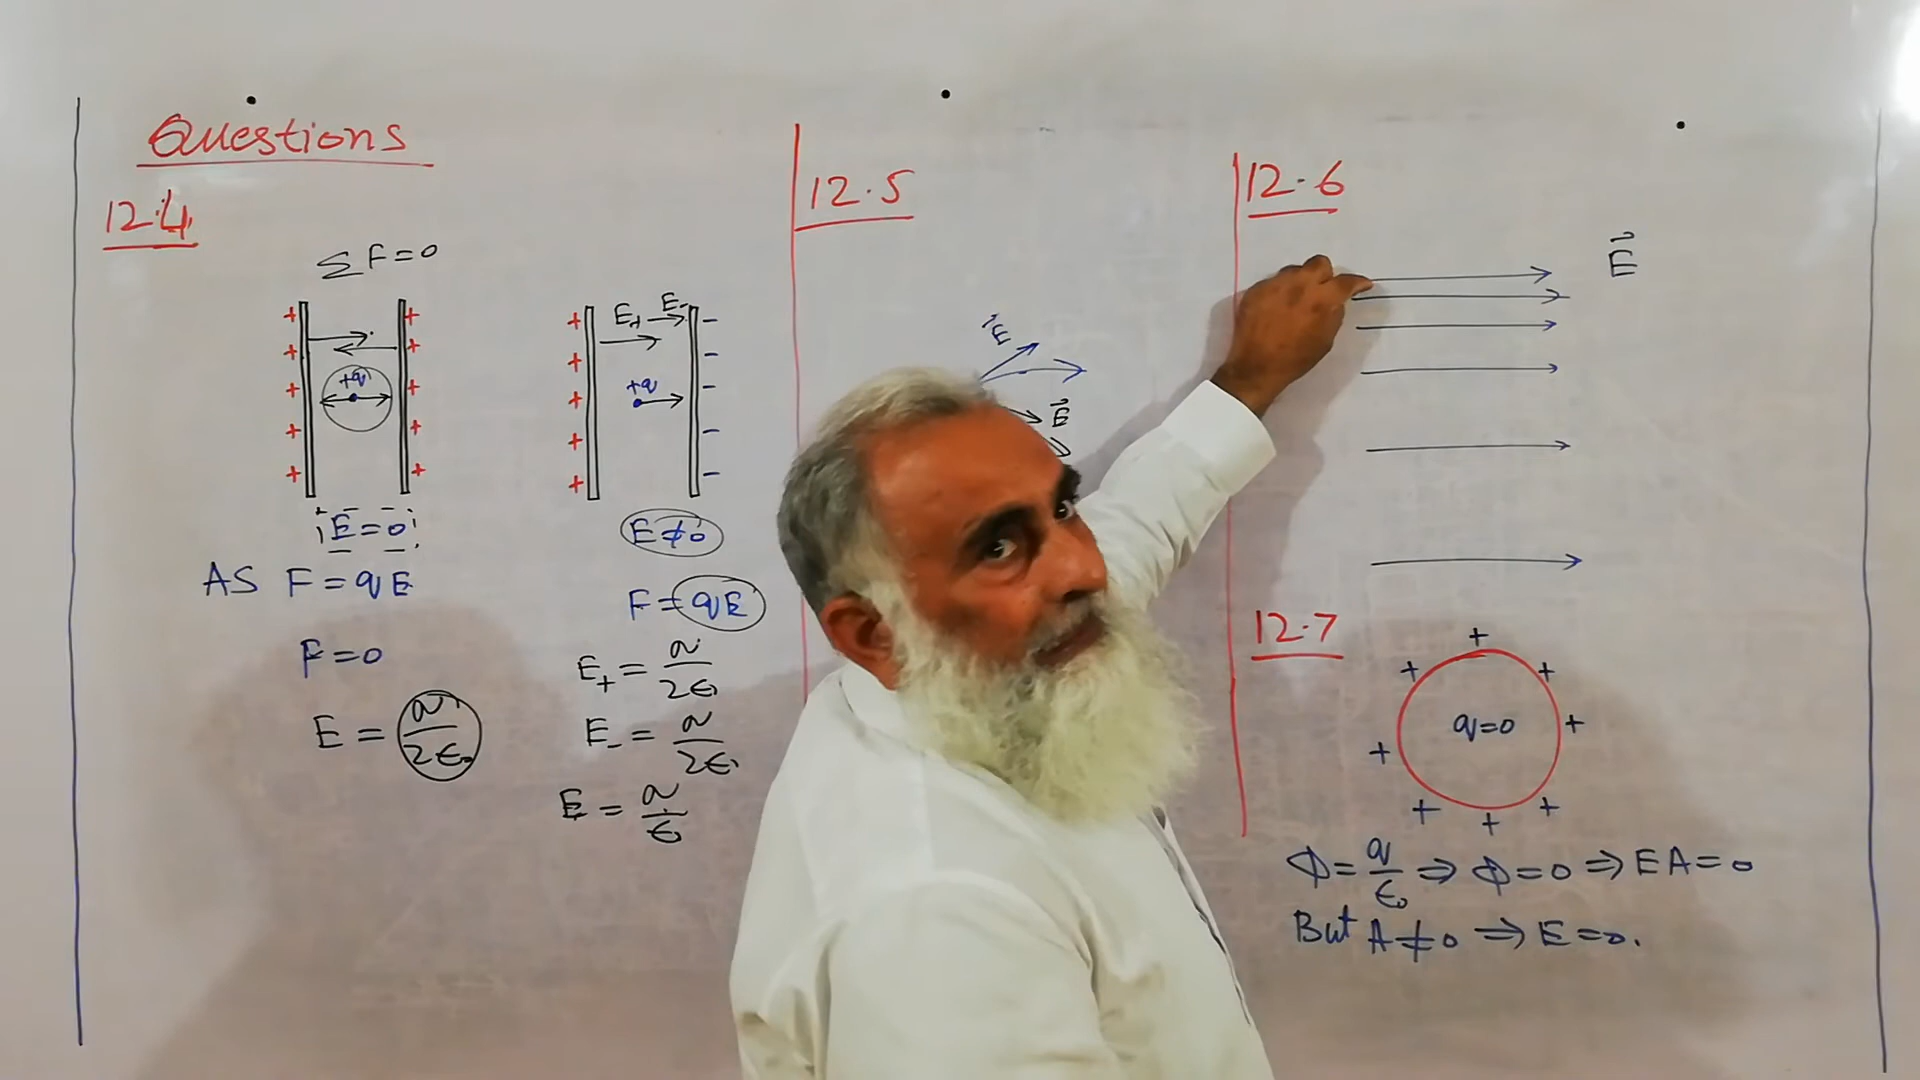 Questions
12.4
ΣF=0
+ + + + + + + + + +
+q
E=0
AS F=qE
F=0
E = σ/2ε₀
E₊ E₋
+ + + + + - - - - -
+q
E≠0
F=qE
E₊ = σ/2ε₀
E₋ = σ/2ε₀
E = σ/ε₀
12.5
E⃗
E⃗
12.6
E⃗
12.7
+ + + + + + + + +
q=0
Φ=q/ε₀ ⇒ Φ=0 ⇒ EA=0
But A≠0 ⇒ E=0.